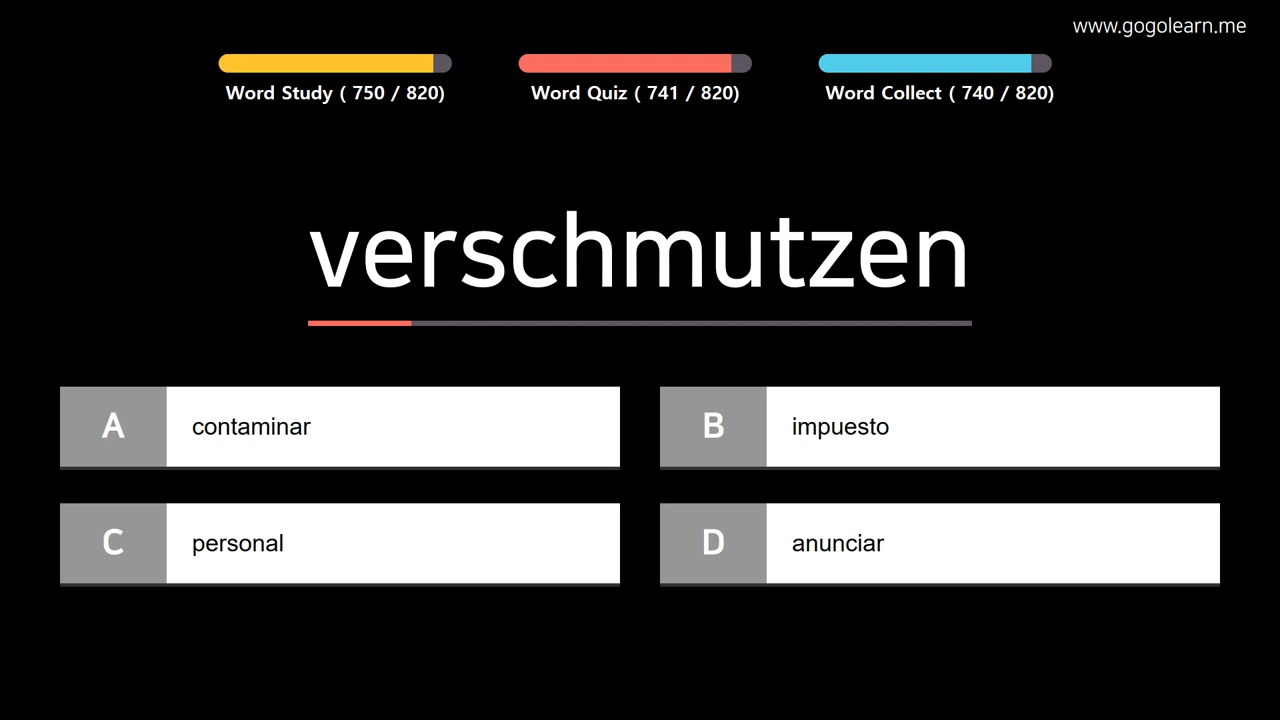 www.gogolearn.me
Word Study ( 750 / 820)
Word Quiz ( 741 / 820)
Word Collect ( 740 / 820)
verschmutzen
A contaminar
B impuesto
C personal
D anunciar